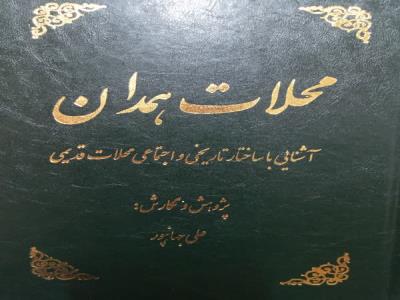 محلات همدان
آشنایی با ساختار تاریخی و اجتماعی محلات قدیمی
پژوهش و نگارش:
علی جهانپور